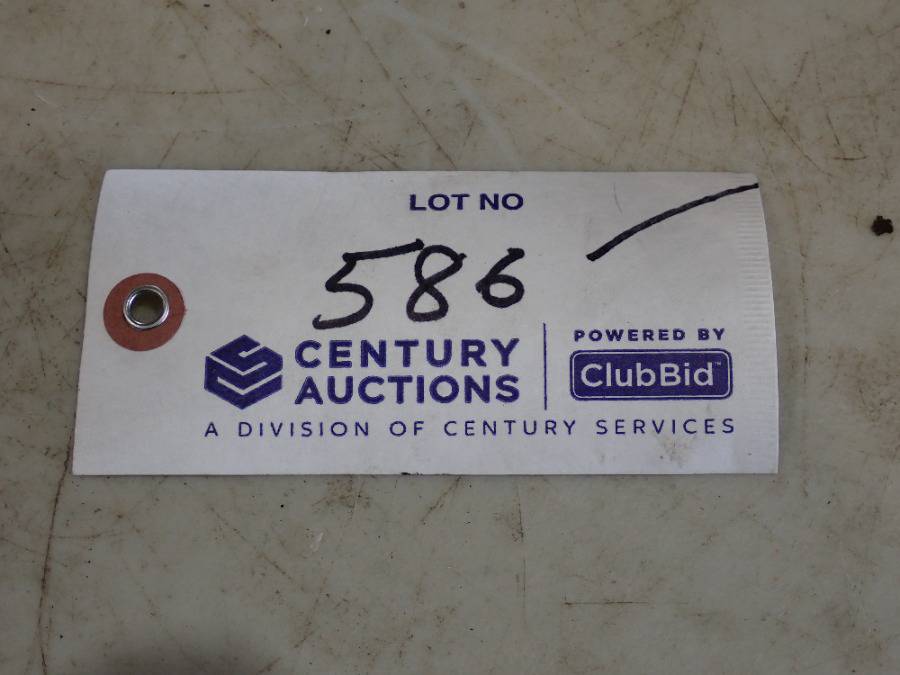 LOT NO
586
CENTURY
AUCTIONS
POWERED BY
ClubBid™
A DIVISION OF CENTURY SERVICES